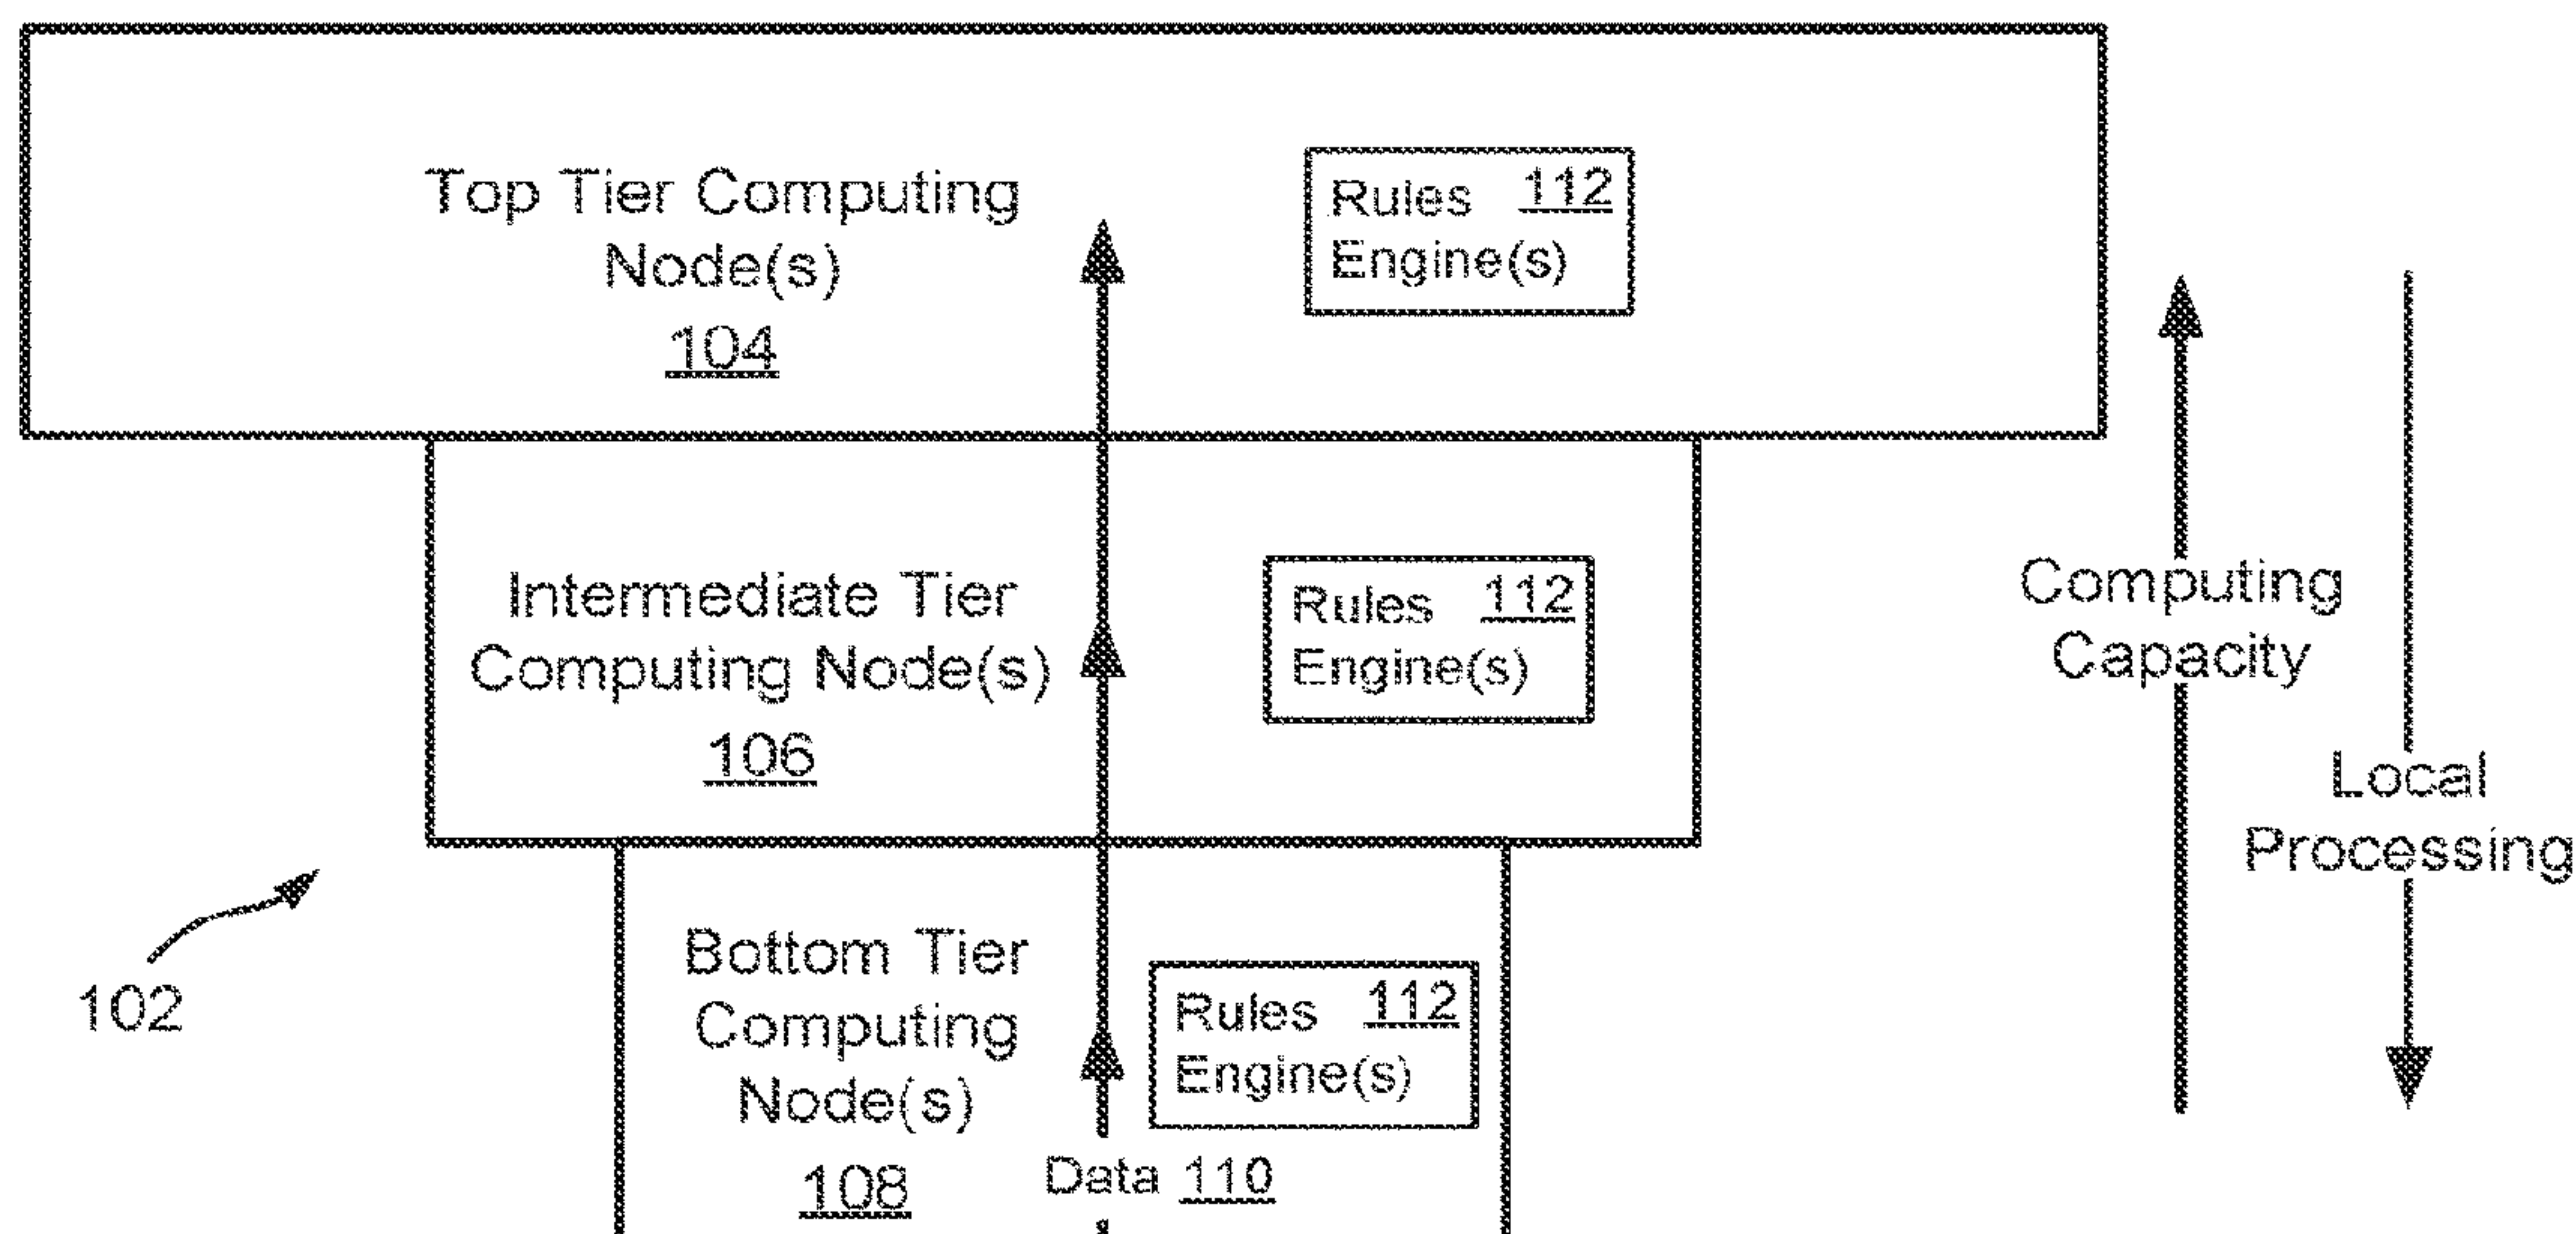 Top Tier Computing
Node(s)
104
Rules 112
Engine(s)
Intermediate Tier
Computing Node(s)
106
Rules 112
Engine(s)
Computing
Capacity
Local
Processing
102
Bottom Tier
Computing
Node(s)
108
Rules 112
Engine(s)
Data 110